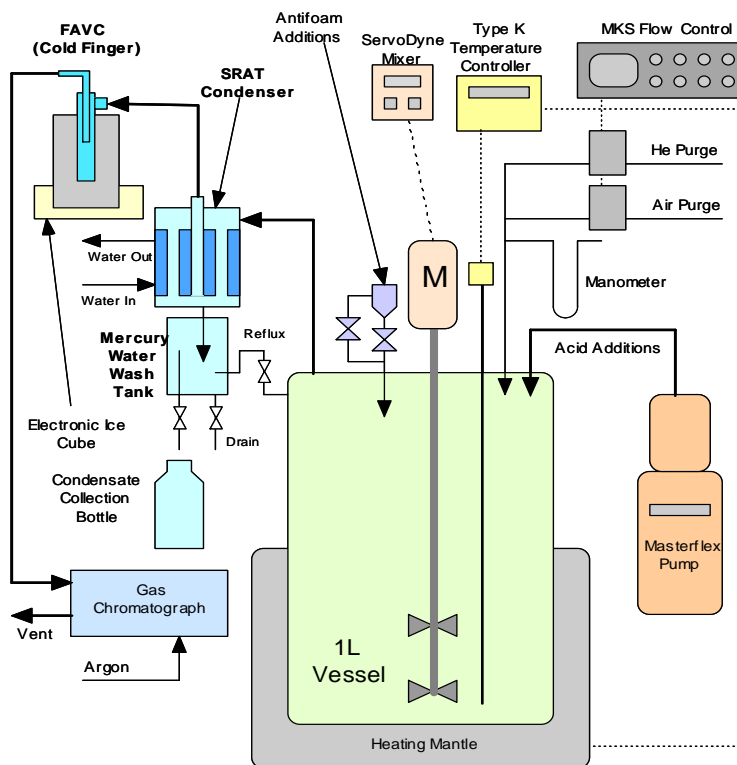 FAVC
(Cold Finger)
SRAT
Condenser
Antifoam
Additions
ServoDyne
Mixer
Type K
Temperature
Controller
MKS Flow Control
He Purge
Air Purge
Manometer
Water Out
Water In
M
Mercury
Water
Wash
Tank
Reflux
Acid Additions
Electronic Ice
Cube
Drain
Condensate
Collection
Bottle
Masterflex
Pump
Gas
Chromatograph
Vent
Argon
1L
Vessel
Heating Mantle